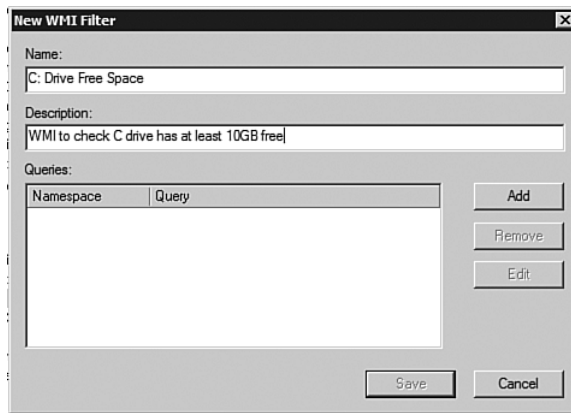 New WMI Filter
Name:
C: Drive Free Space
Description:
WMI to check C drive has at least 10GB free
Queries:
Namespace Query
Add
Remove
Edit
Save Cancel